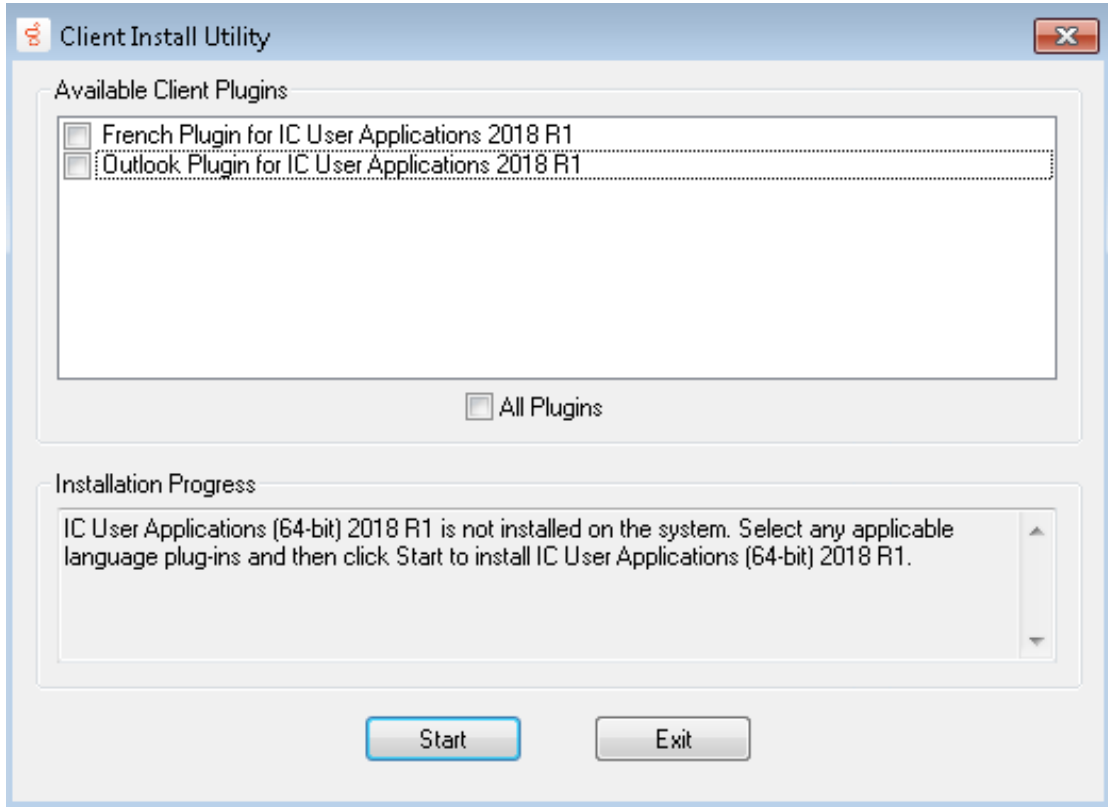 Client Install Utility
Available Client Plugins
French Plugin for IC User Applications 2018 R1
Outlook Plugin for IC User Applications 2018 R1
All Plugins
Installation Progress
IC User Applications (64-bit) 2018 R1 is not installed on the system. Select any applicable
language plug-ins and then click Start to install IC User Applications (64-bit) 2018 R1.
Start Exit